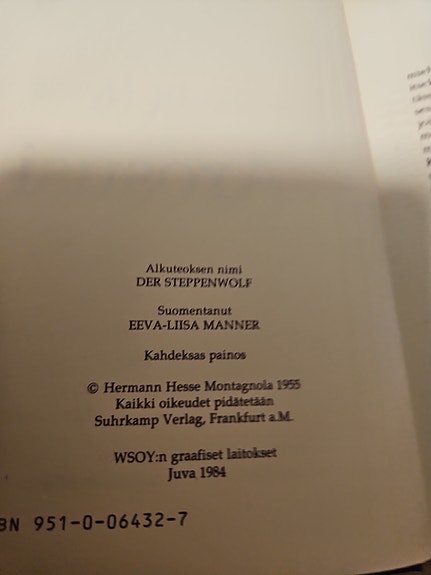 Alkuteoksen nimi
DER STEPPENWOLF
Suomentanut
EEVA-LIISA MANNER
Kahdeksas painos
© Hermann Hesse Montagnola 1955
Kaikki oikeudet pidätetään
Suhrkamp Verlag, Frankfurt a.M.
WSOY:n graafiset laitokset
Juva 1984
BN 951-0-06432-7